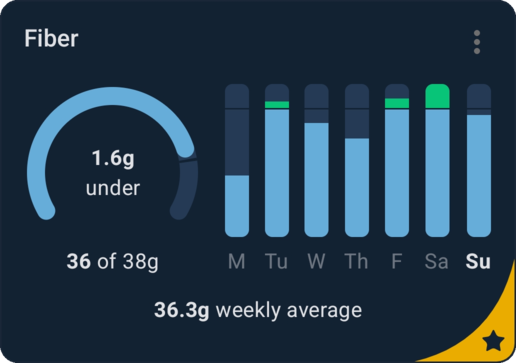 Fiber
1.6g
under
36 of 38g
M Tu W Th F Sa Su
36.3g weekly average